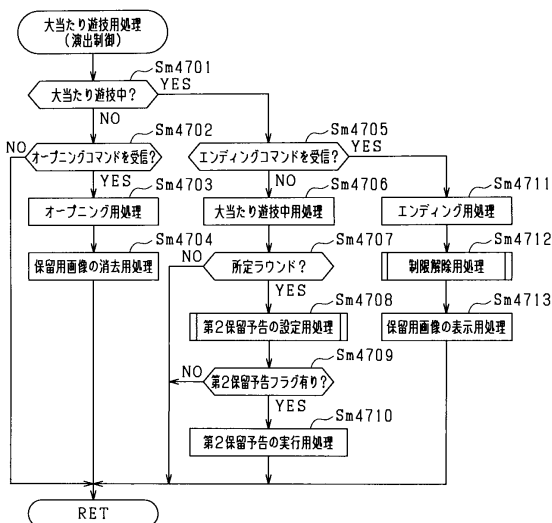 大当たり遊技用処理
(演出制御)
Sm4701
大当たり遊技中?
YES
NO
Sm4702
NO
オープニングコマンドを受信?
YES
Sm4703
オープニング用処理
Sm4704
保留用画像の消去用処理
Sm4705
エンディングコマンドを受信?
YES
NO
Sm4706
大当たり遊技中用処理
Sm4707
NO
所定ラウンド?
YES
Sm4708
第2保留予告の設定用処理
Sm4709
NO
第2保留予告フラグ有り?
YES
Sm4710
第2保留予告の実行用処理
Sm4711
エンディング用処理
Sm4712
制限解除用処理
Sm4713
保留用画像の表示用処理
RET